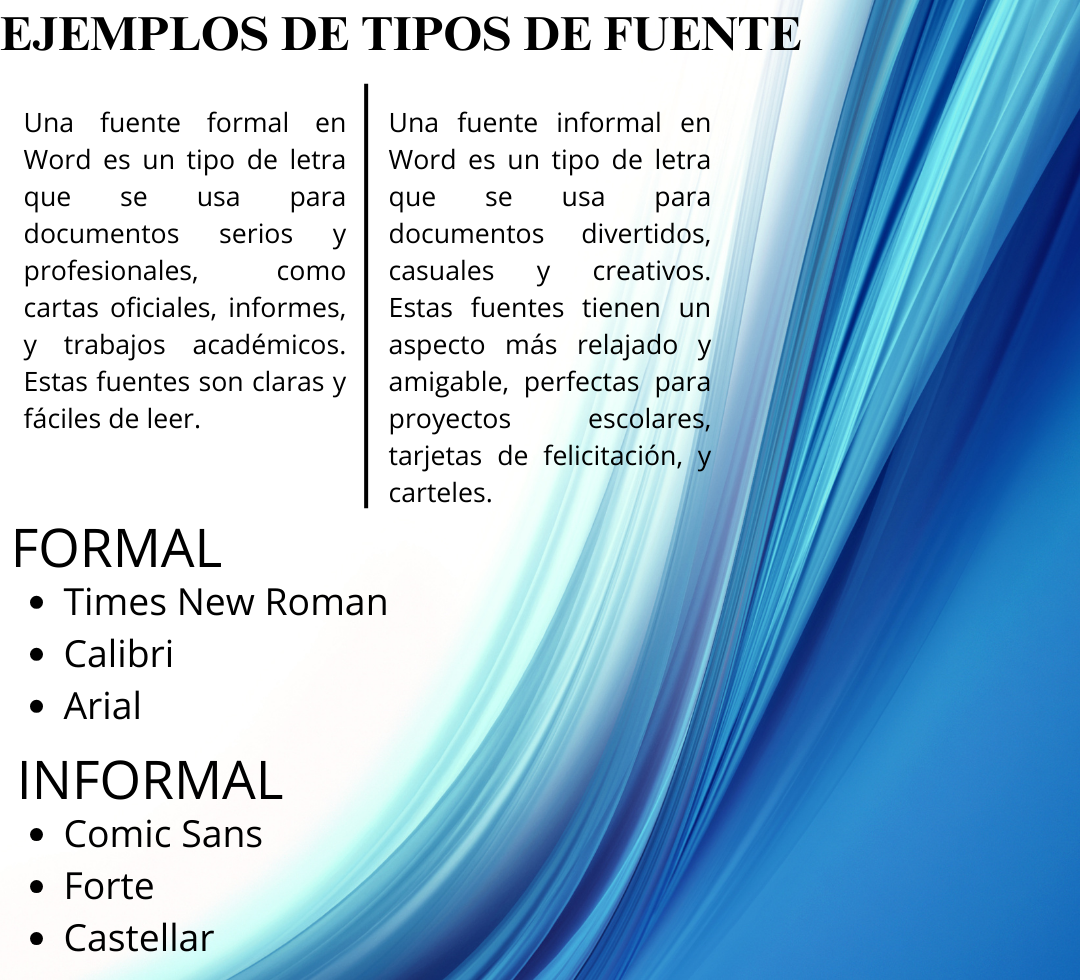 EJEMPLOS DE TIPOS DE FUENTE
Una fuente formal en
Word es un tipo de letra
que se usa para
documentos serios y
profesionales, como
cartas oficiales, informes,
y trabajos académicos.
Estas fuentes son claras y
fáciles de leer.
Una fuente informal en
Word es un tipo de letra
que se usa para
documentos divertidos,
casuales y creativos.
Estas fuentes tienen un
aspecto más relajado y
amigable, perfectas para
proyectos escolares,
tarjetas de felicitación, y
carteles.
FORMAL
• Times New Roman
• Calibri
• Arial
INFORMAL
• Comic Sans
• Forte
• Castellar